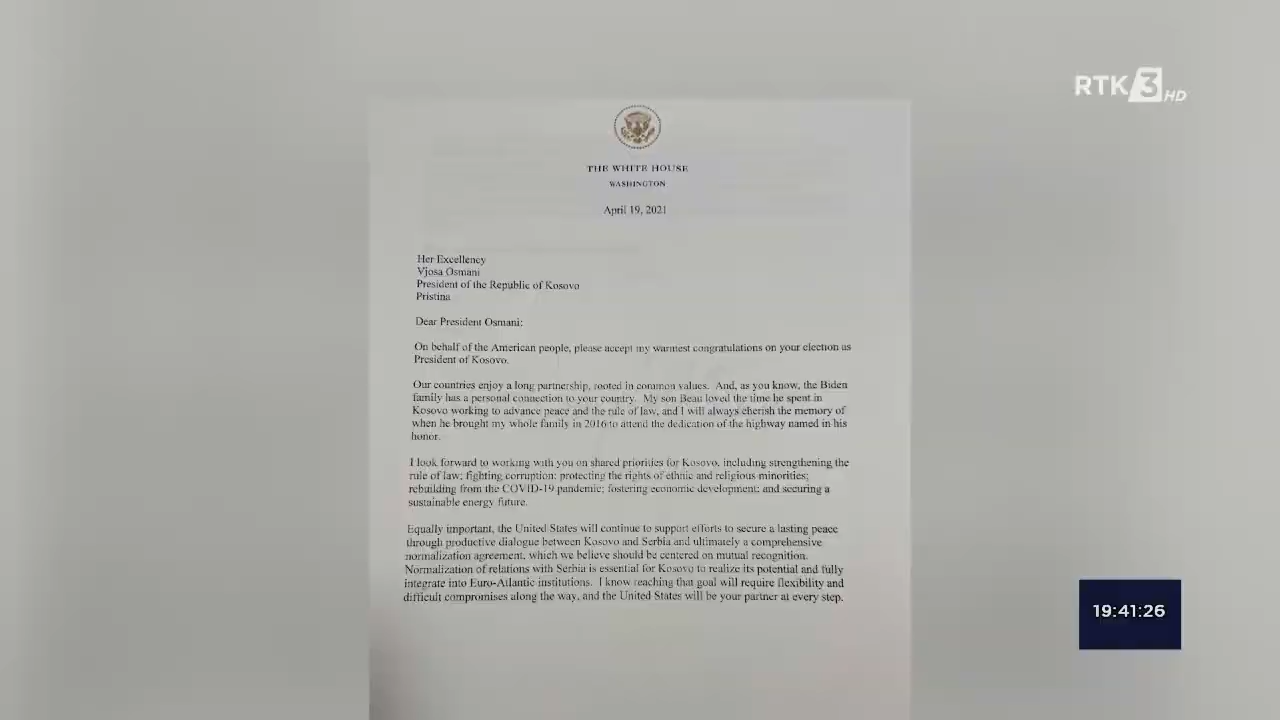 RTK 3 HD
THE WHITE HOUSE
WASHINGTON
April 19, 2021
Her Excellency
Vjosa Osmani
President of the Republic of Kosovo
Pristina
Dear President Osmani:
On behalf of the American people, please accept my warmest congratulations on your election as
President of Kosovo.
Our countries enjoy a long partnership, rooted in common values. And, as you know, the Biden
family has a personal connection to your country. My son Beau loved the time he spent in
Kosovo working to advance peace and the rule of law, and I will always cherish the memory of
when he brought my whole family in 2016 to attend the dedication of the highway named in his
honor.
I look forward to working with you on shared priorities for Kosovo, including strengthening the
rule of law; fighting corruption; protecting the rights of ethnic and religious minorities;
rebuilding from the COVID-19 pandemic; fostering economic development; and securing a
sustainable energy future.
Equally important, the United States will continue to support efforts to secure a lasting peace
through productive dialogue between Kosovo and Serbia and ultimately a comprehensive
normalization agreement, which we believe should be centered on mutual recognition.
Normalization of relations with Serbia is essential for Kosovo to realize its potential and fully
integrate into Euro-Atlantic institutions. I know reaching that goal will require flexibility and
difficult compromises along the way, and the United States will be your partner at every step.
19:41:26